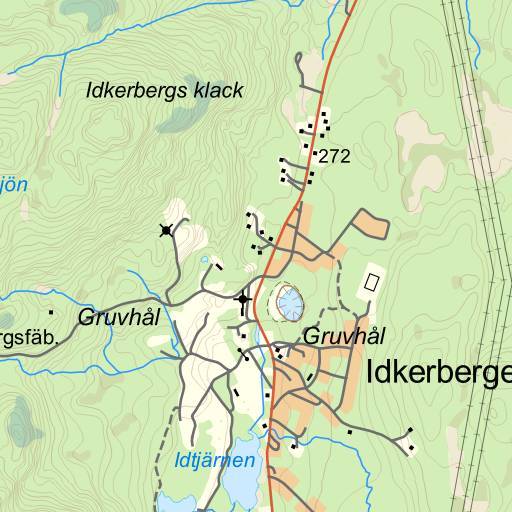 Idkerbergs klack
272
jön
Gruvhål
Gruvhål
rgsfäb.
Idkerberge
Idtjärnen